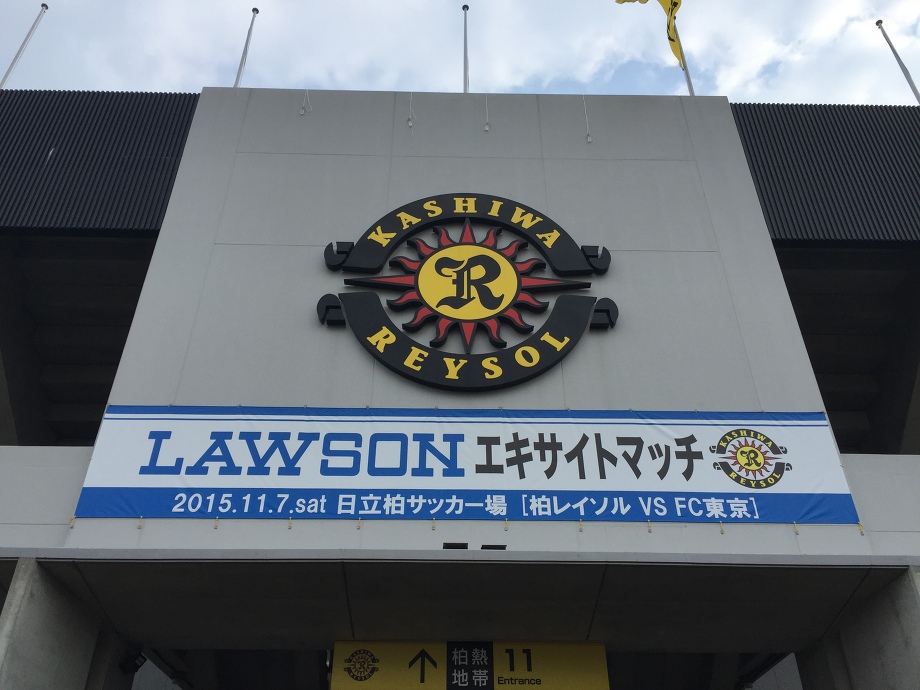 KASHIWA
R
REYSOL
LAWSON エキサイトマッチ
KASHIWA
R
REYSOL
2015.11.7.sat 日立柏サッカー場 [柏レイソル VS FC東京]
↑ 柏熱地帯 11
Entrance